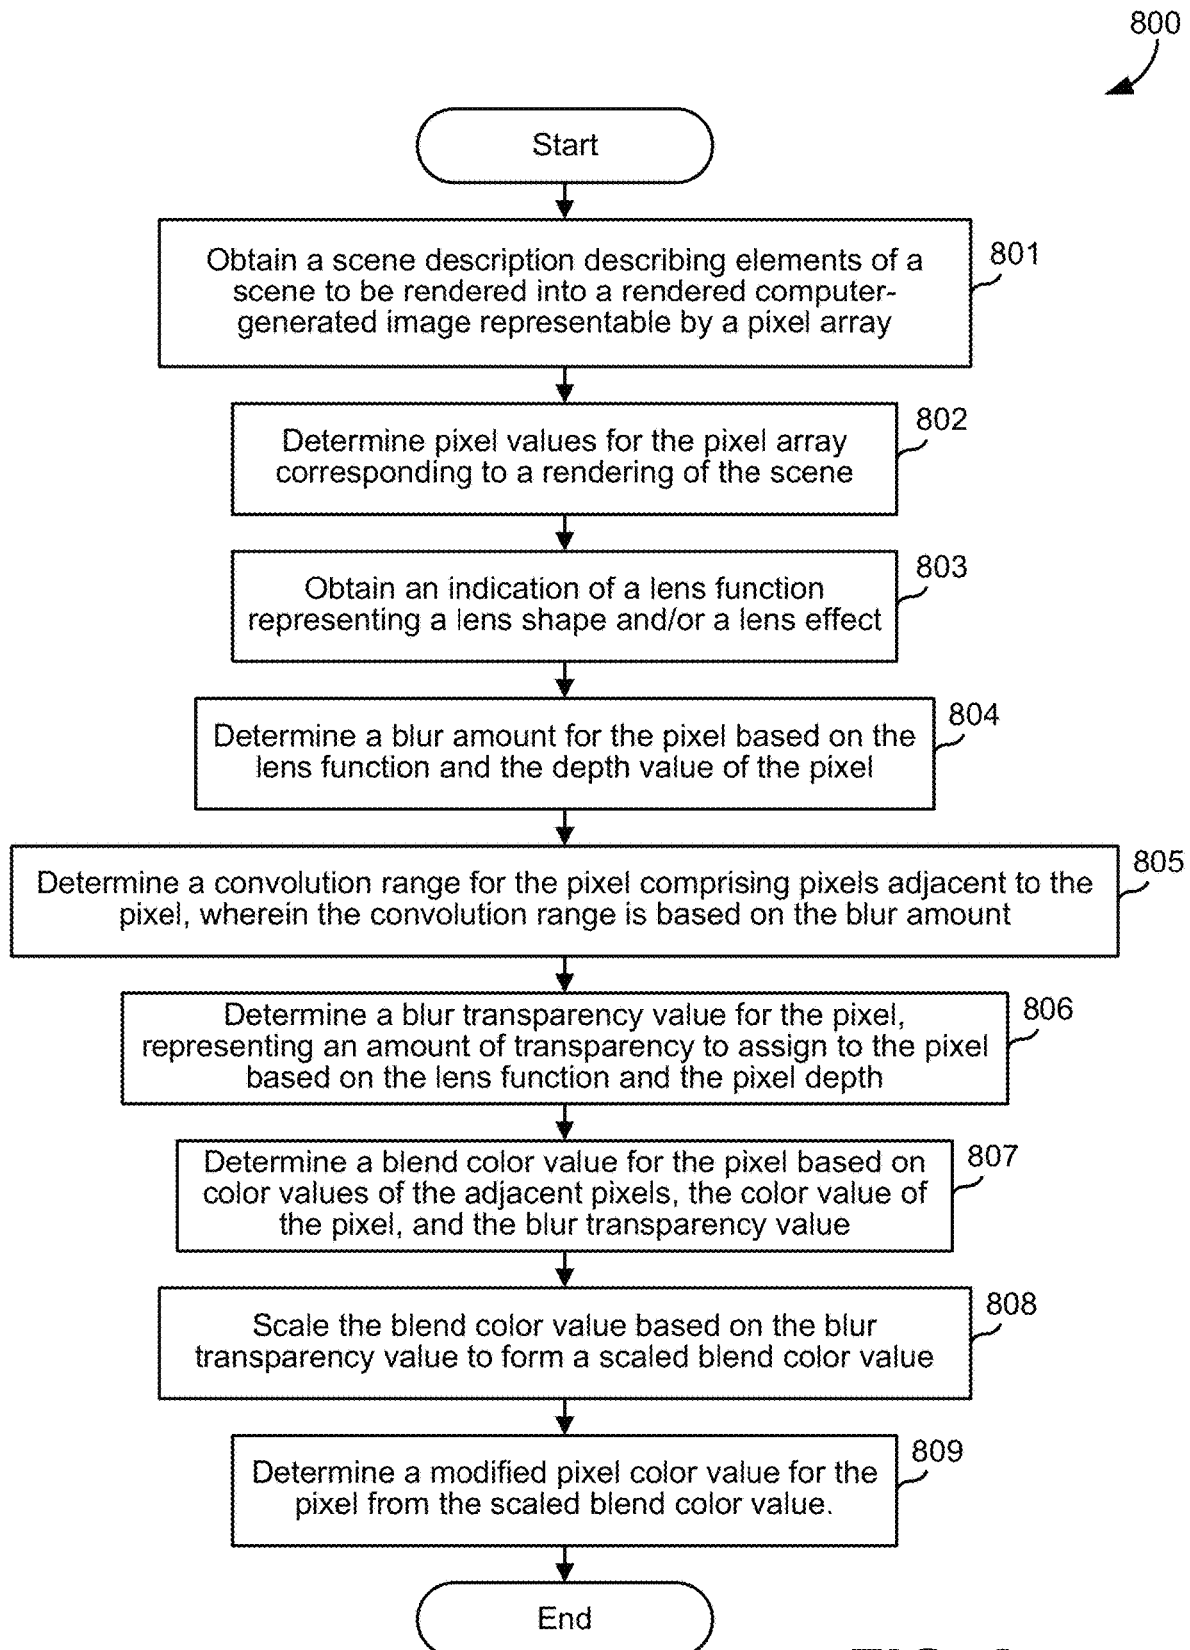 800
Start
Obtain a scene description describing elements of a
scene to be rendered into a rendered computer-
generated image representable by a pixel array
801
Determine pixel values for the pixel array
corresponding to a rendering of the scene
802
Obtain an indication of a lens function
representing a lens shape and/or a lens effect
803
Determine a blur amount for the pixel based on the
lens function and the depth value of the pixel
804
Determine a convolution range for the pixel comprising pixels adjacent to the
pixel, wherein the convolution range is based on the blur amount
805
Determine a blur transparency value for the pixel,
representing an amount of transparency to assign to the pixel
based on the lens function and the pixel depth
806
Determine a blend color value for the pixel based on
color values of the adjacent pixels, the color value of
the pixel, and the blur transparency value
807
Scale the blend color value based on the blur
transparency value to form a scaled blend color value
808
Determine a modified pixel color value for the
pixel from the scaled blend color value.
809
End